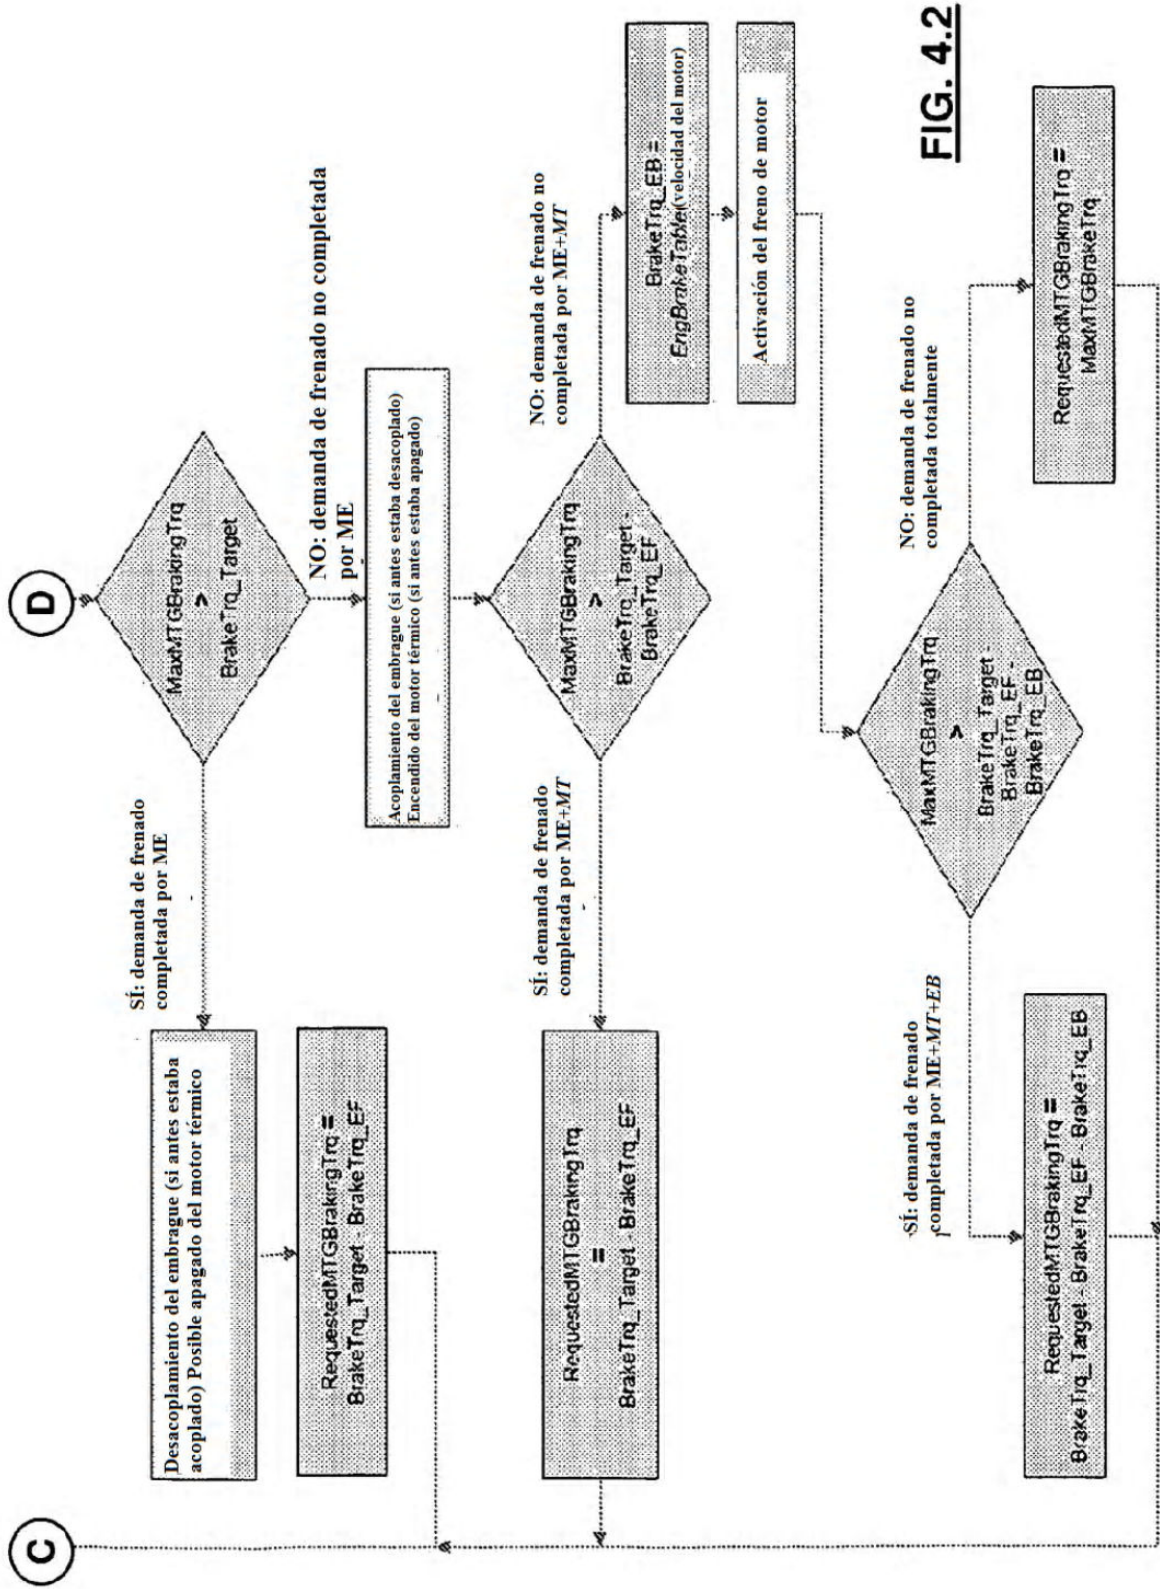 D
MaxMTGBrakingTrq
>
BrakeTrq_Target
SÍ: demanda de frenado
completada por ME
NO: demanda de frenado no completada
por ME
Desacoplamiento del embrague (si antes estaba
acoplado) Posible apagado del motor térmico
RequestedMTGBrakingTrq =
BrakeTrq_Target - BrakeTrq_EF
Acoplamiento del embrague (si antes estaba desacoplado)
Encendido del motor térmico (si antes estaba apagado)
MaxMTGBrakingTrq
>
BrakeTrq_Target -
BrakeTrq_EF
SÍ: demanda de frenado
completada por ME+MT
NO: demanda de frenado no
completada por ME+MT
RequestedMTGBrakingTrq
=
BrakeTrq_Target - BrakeTrq_EF
BrakeTrq_EB =
EngBrakeTable(velocidad del motor)
Activación del freno de motor
MaxMTGBrakingTrq
>
BrakeTrq_Target -
BrakeTrq_EF -
BrakeTrq_EB
SÍ: demanda de frenado
completada por ME+MT+EB
NO: demanda de frenado no
completada totalmente
RequestedMTGBrakingTrq =
BrakeTrq_Target - BrakeTrq_EF - BrakeTrq_EB
RequestedMTGBrakingTrq =
MaxMTGBrakeTrq
C
FIG. 4.2